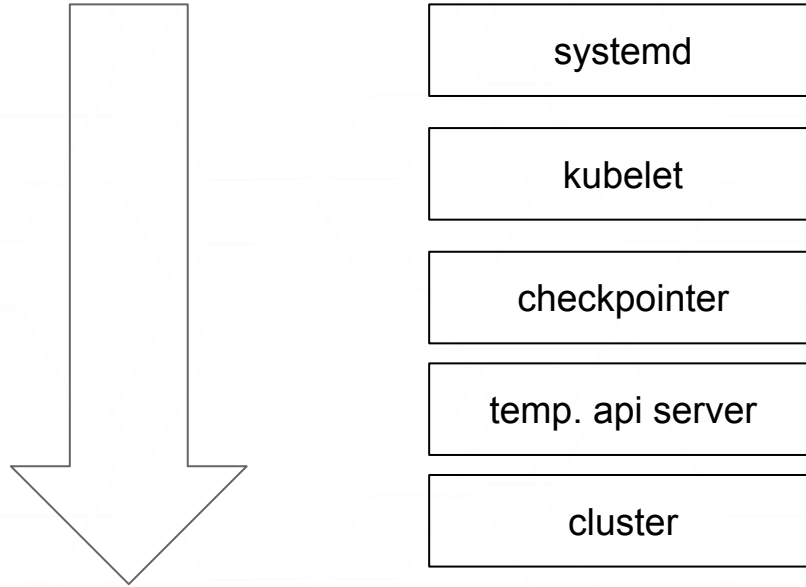 systemd
kubelet
checkpointer
temp. api server
cluster